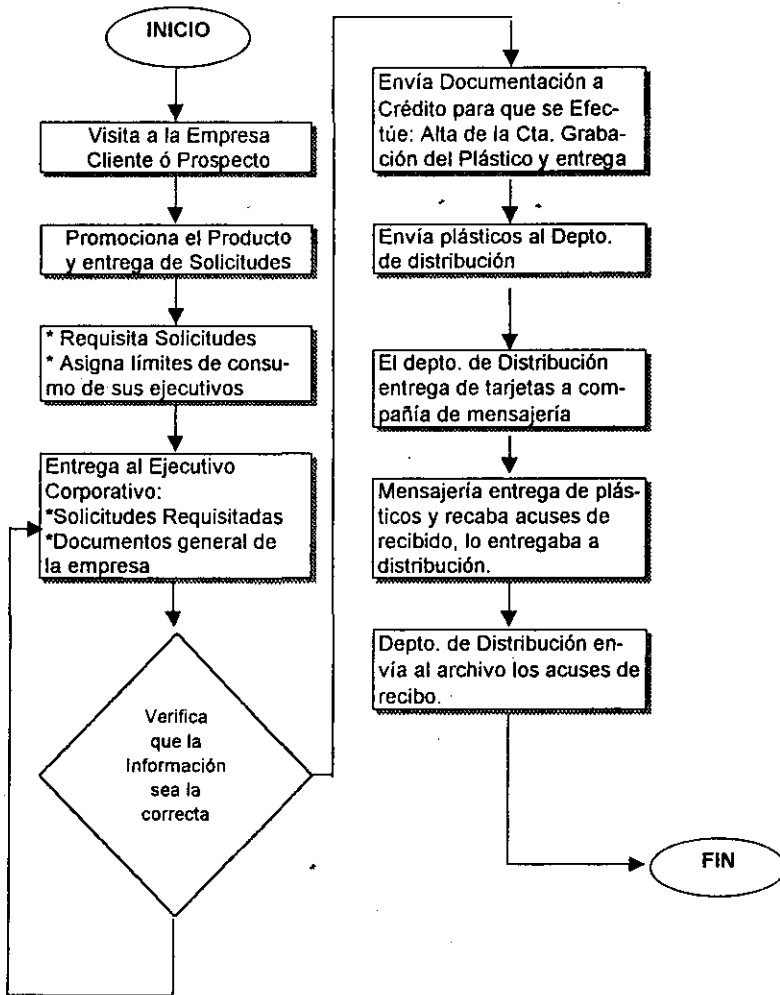 INICIO
Visita a la Empresa
Cliente ó Prospecto
Promociona el Producto
y entrega de Solicitudes
* Requisita Solicitudes
* Asigna límites de consu-
mo de sus ejecutivos
Entrega al Ejecutivo
Corporativo:
*Solicitudes Requisitadas
*Documentos general de
la empresa
Verifica
que la
Información
sea la
correcta
Envía Documentación a
Crédito para que se Efec-
túe: Alta de la Cta. Graba-
ción del Plástico y entrega
Envía plásticos al Depto.
de distribución
El depto. de Distribución
entrega de tarjetas a com-
pañía de mensajería
Mensajería entrega de plás-
ticos y recaba acuses de
recibido, lo entregaba a
distribución.
Depto. de Distribución en-
vía al archivo los acuses de
recibo.
FIN